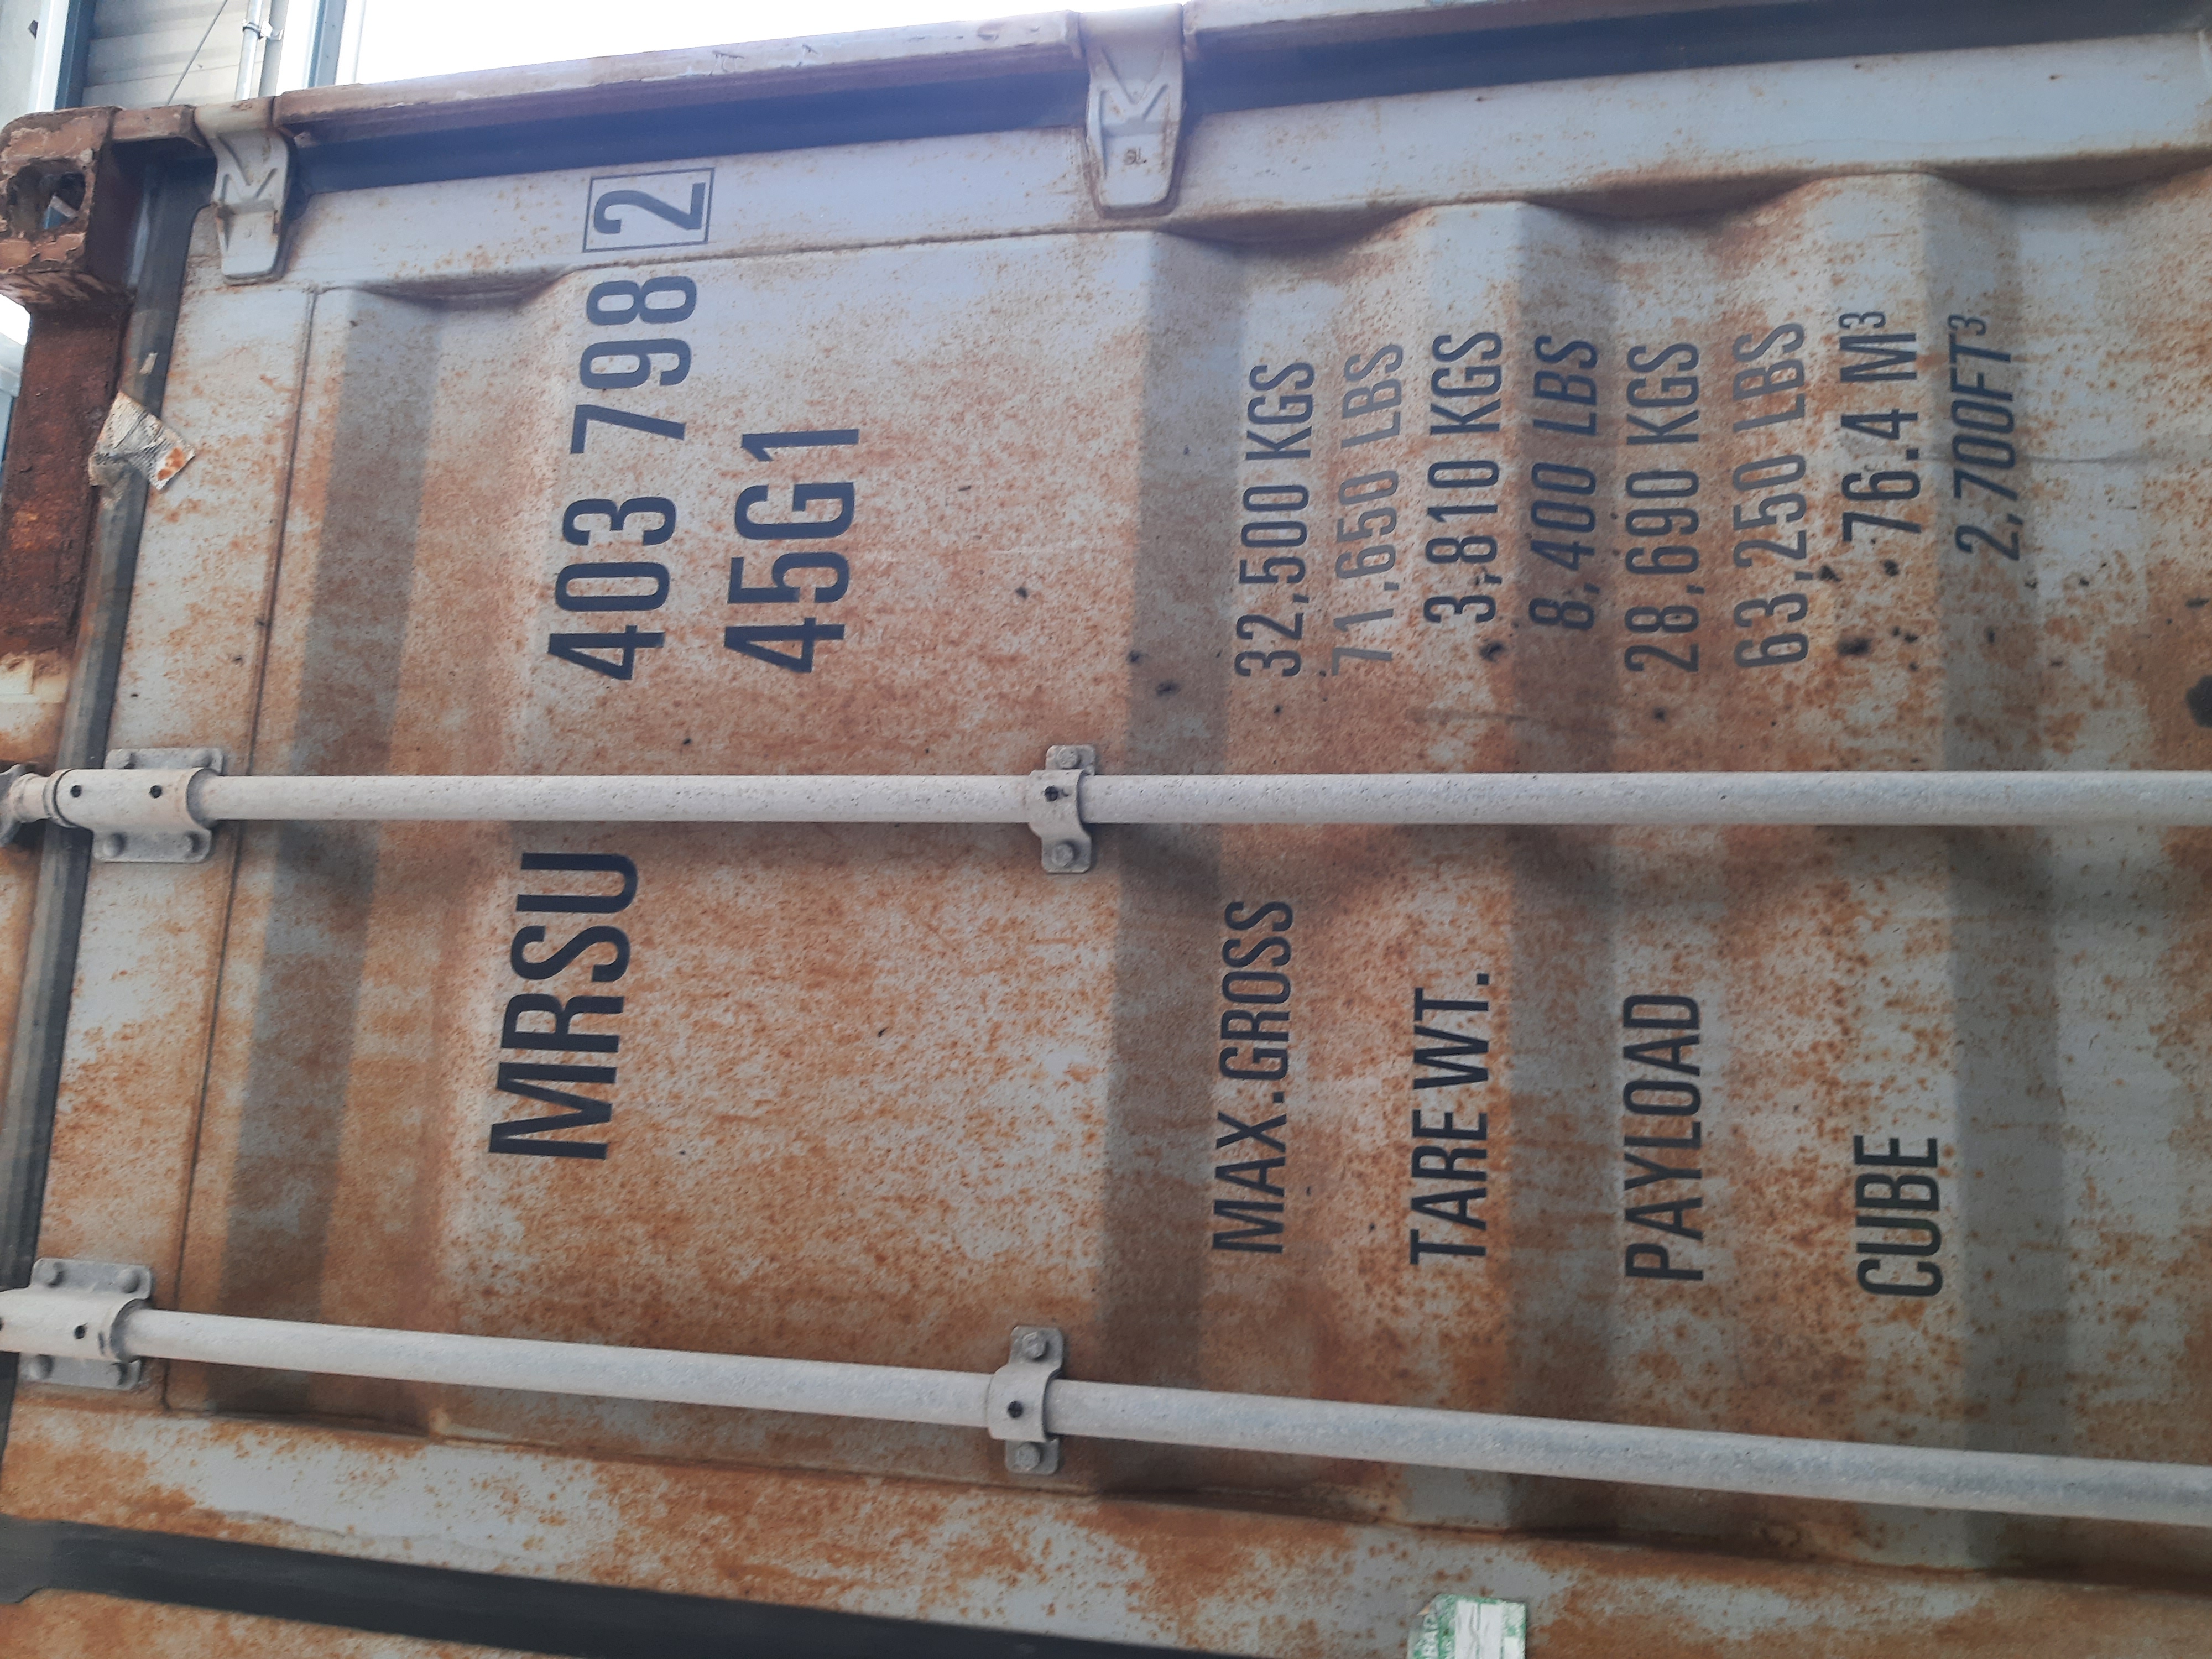 MRSU 403 798 2
45G1
MAX.GROSS 32,500 KGS
71,650 LBS
TARE WT. 3,810 KGS
8,400 LBS
PAYLOAD 28,690 KGS
63,250 LBS
CUBE 76.4 M³
2,700FT³